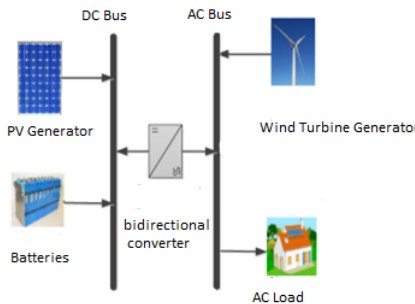 DC Bus
AC Bus
PV Generator
Wind Turbine Generator
bidirectional
converter
Batteries
AC Load